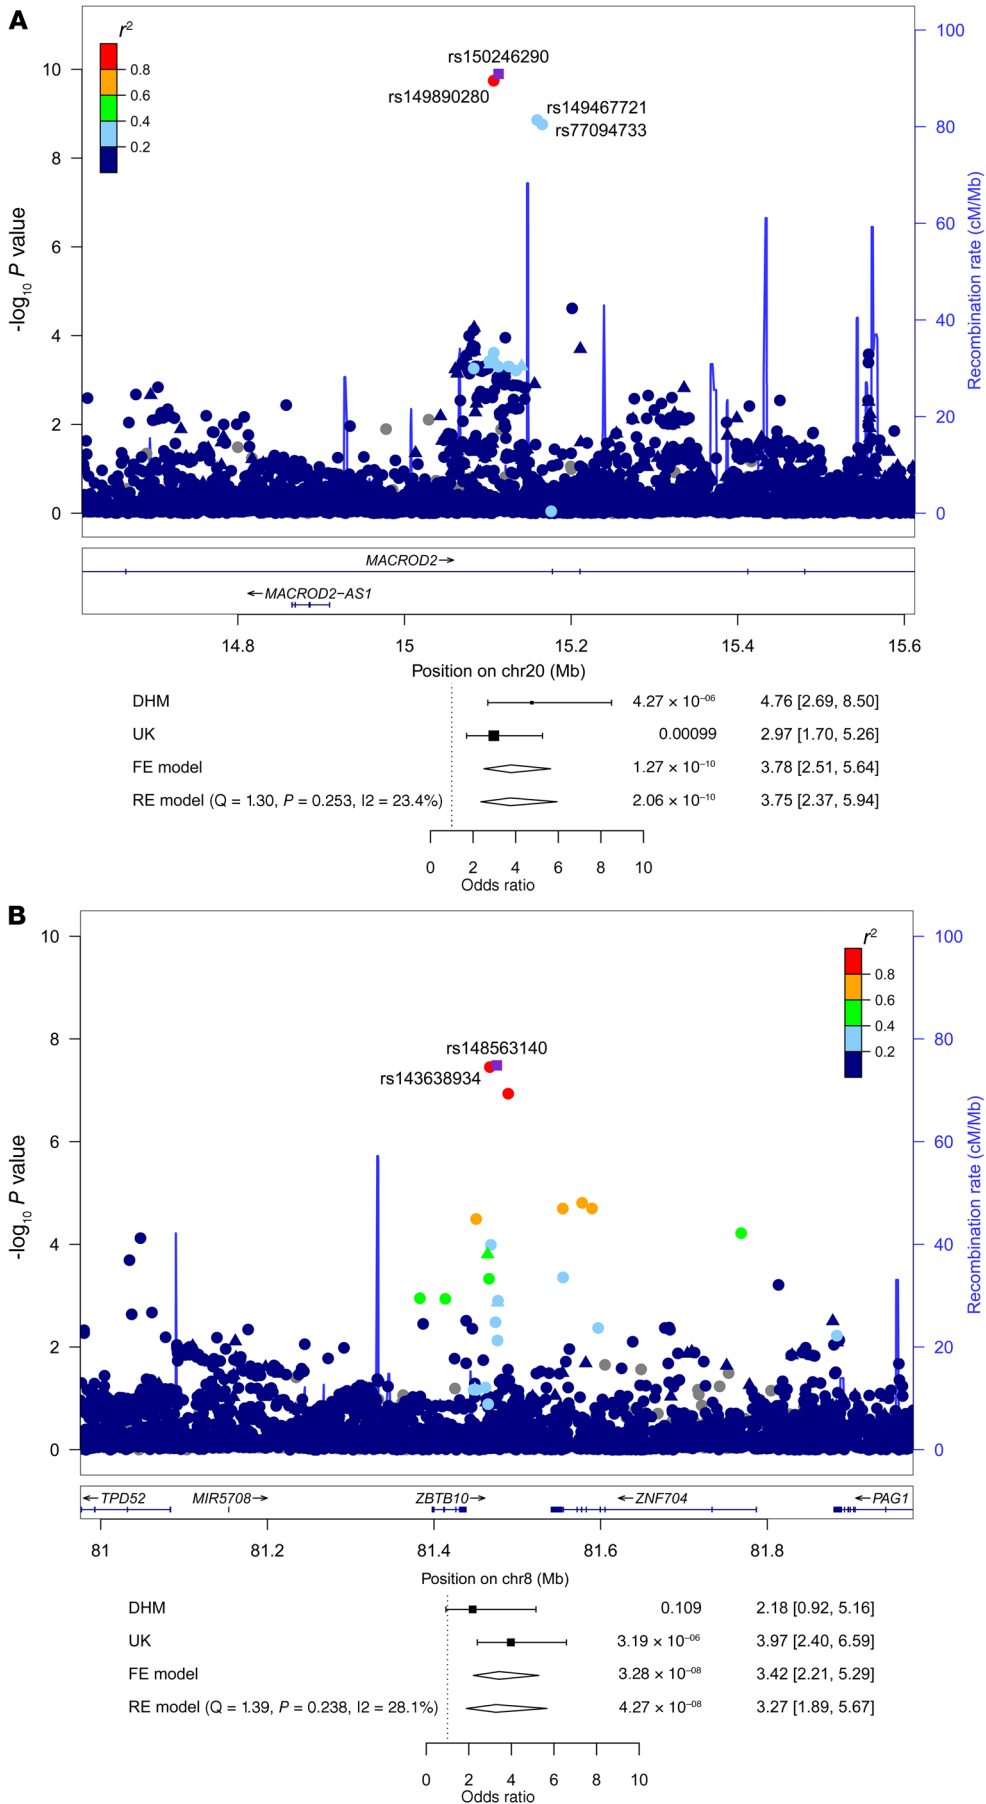 A
r2
0.8
0.6
0.4
0.2
rs150246290
rs149890280
rs149467721
rs77094733
10
8
6
4
2
0
-log10 P value
100
80
60
40
20
0
Recombination rate (cM/Mb)
MACROD2→
←MACROD2−AS1
14.8 15 15.2 15.4 15.6
Position on chr20 (Mb)
DHM 4.27 × 10–06 4.76 [2.69, 8.50]
UK 0.00099 2.97 [1.70, 5.26]
FE model 1.27 × 10–10 3.78 [2.51, 5.64]
RE model (Q = 1.30, P = 0.253, I2 = 23.4%) 2.06 × 10–10 3.75 [2.37, 5.94]
0 2 4 6 8 10
Odds ratio
B
r2
0.8
0.6
0.4
0.2
rs148563140
rs143638934
10
8
6
4
2
0
-log10 P value
100
80
60
40
20
0
Recombination rate (cM/Mb)
←TPD52 MIR5708→ ZBTB10→ ←ZNF704 ←PAG1
81 81.2 81.4 81.6 81.8
Position on chr8 (Mb)
DHM 0.109 2.18 [0.92, 5.16]
UK 3.19 × 10–06 3.97 [2.40, 6.59]
FE model 3.28 × 10–08 3.42 [2.21, 5.29]
RE model (Q = 1.39, P = 0.238, I2 = 28.1%) 4.27 × 10–08 3.27 [1.89, 5.67]
0 2 4 6 8 10
Odds ratio